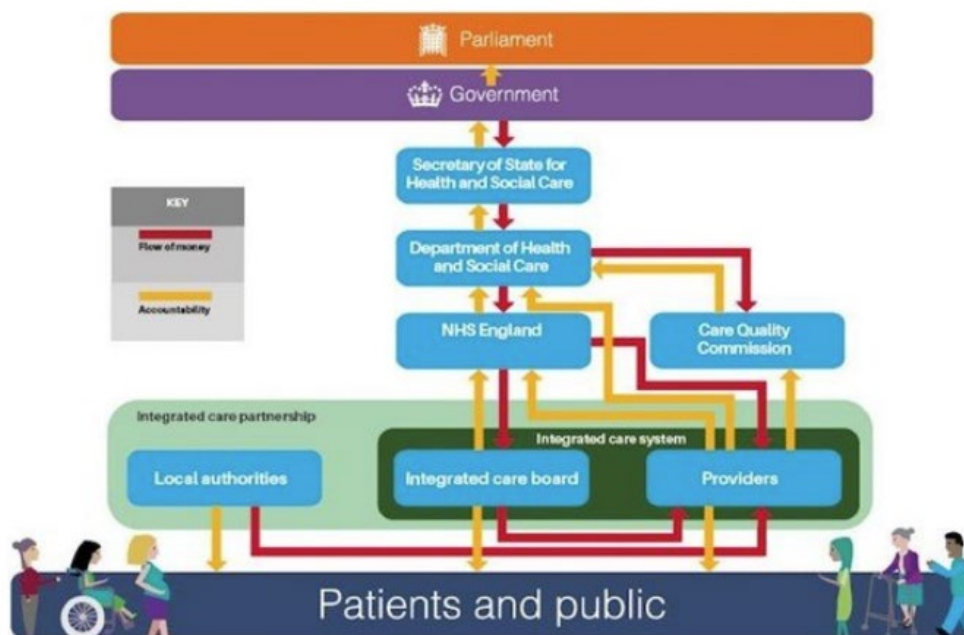 Parliament
Government
Secretary of State for
Health and Social Care
KEY
Flow of money
Accountability
Department of Health
and Social Care
NHS England
Care Quality
Commission
Integrated care partnership
Integrated care system
Local authorities
Integrated care board
Providers
Patients and public